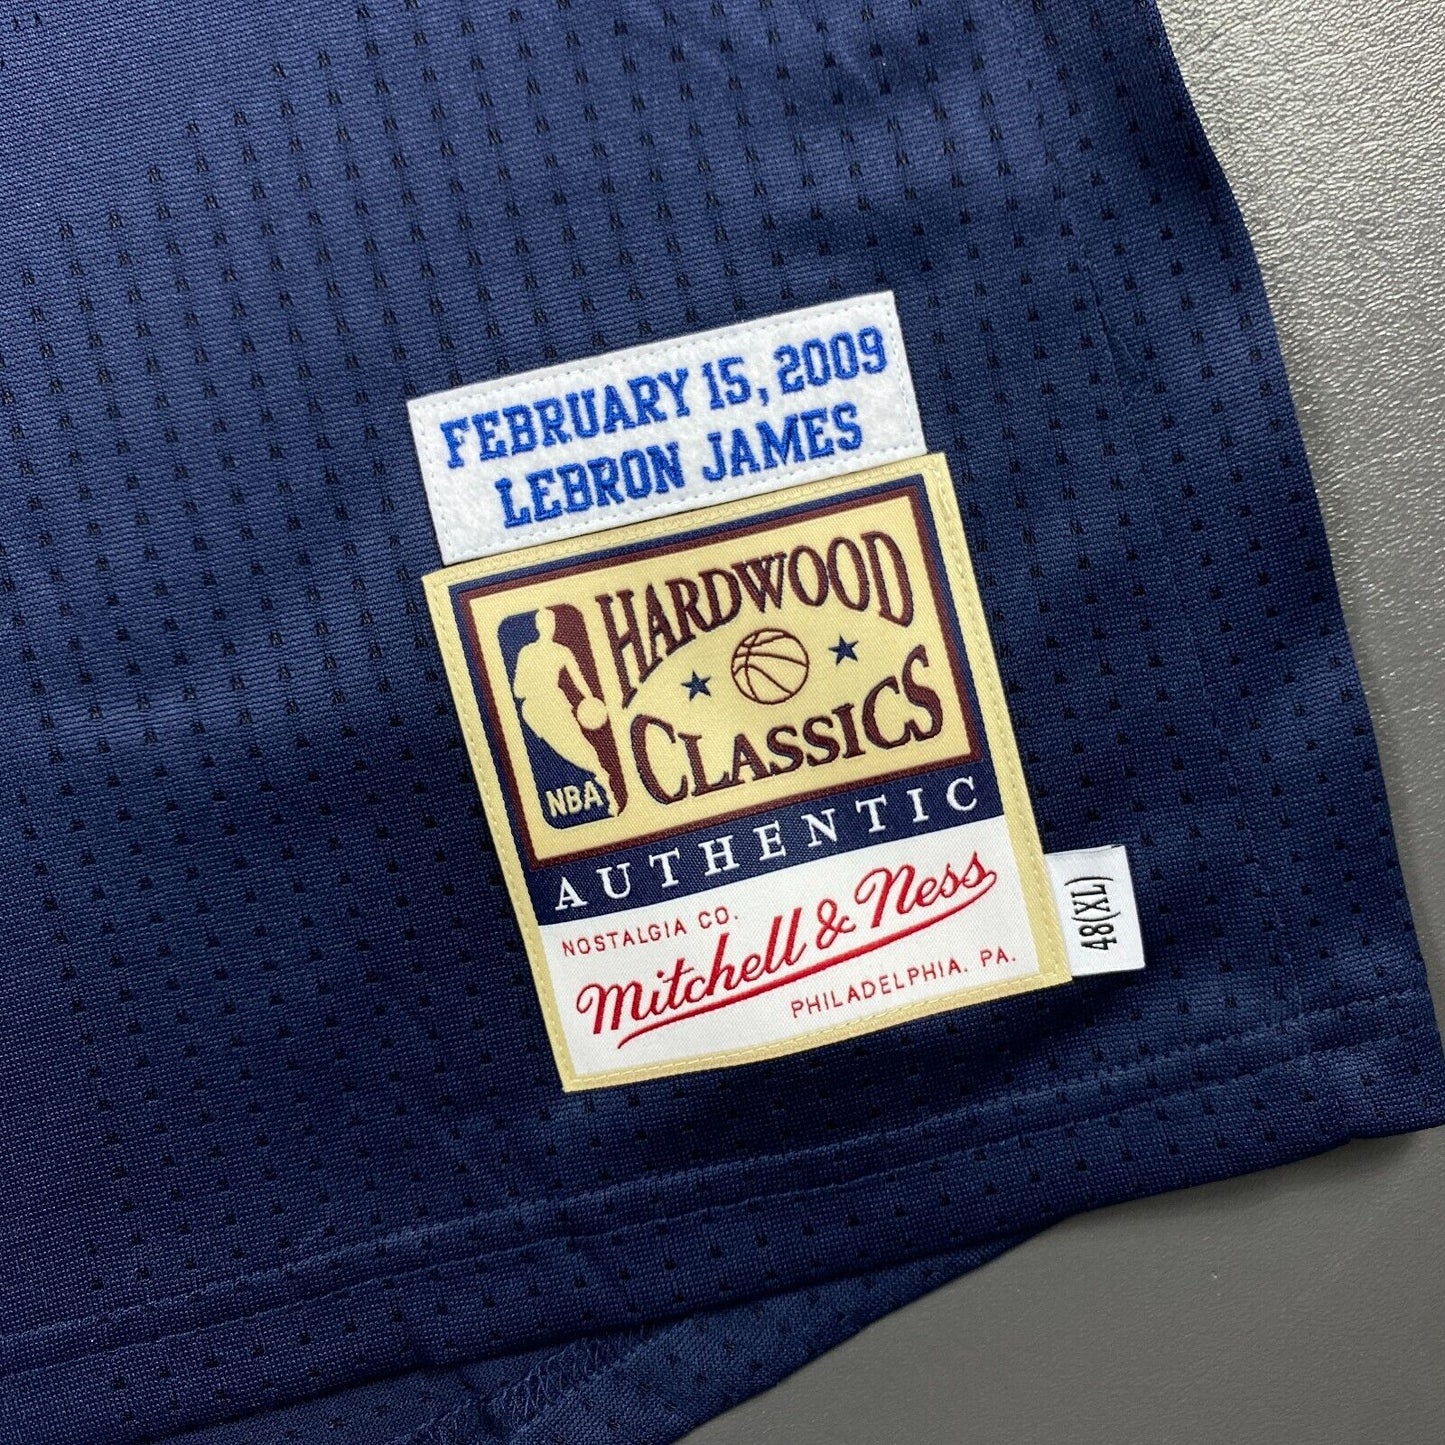 FEBRUARY 15, 2009
LEBRON JAMES
HARDWOOD
CLASSICS
NBA
AUTHENTIC
NOSTALGIA CO.
Mitchell & Ness
PHILADELPHIA, PA.
48(XL)